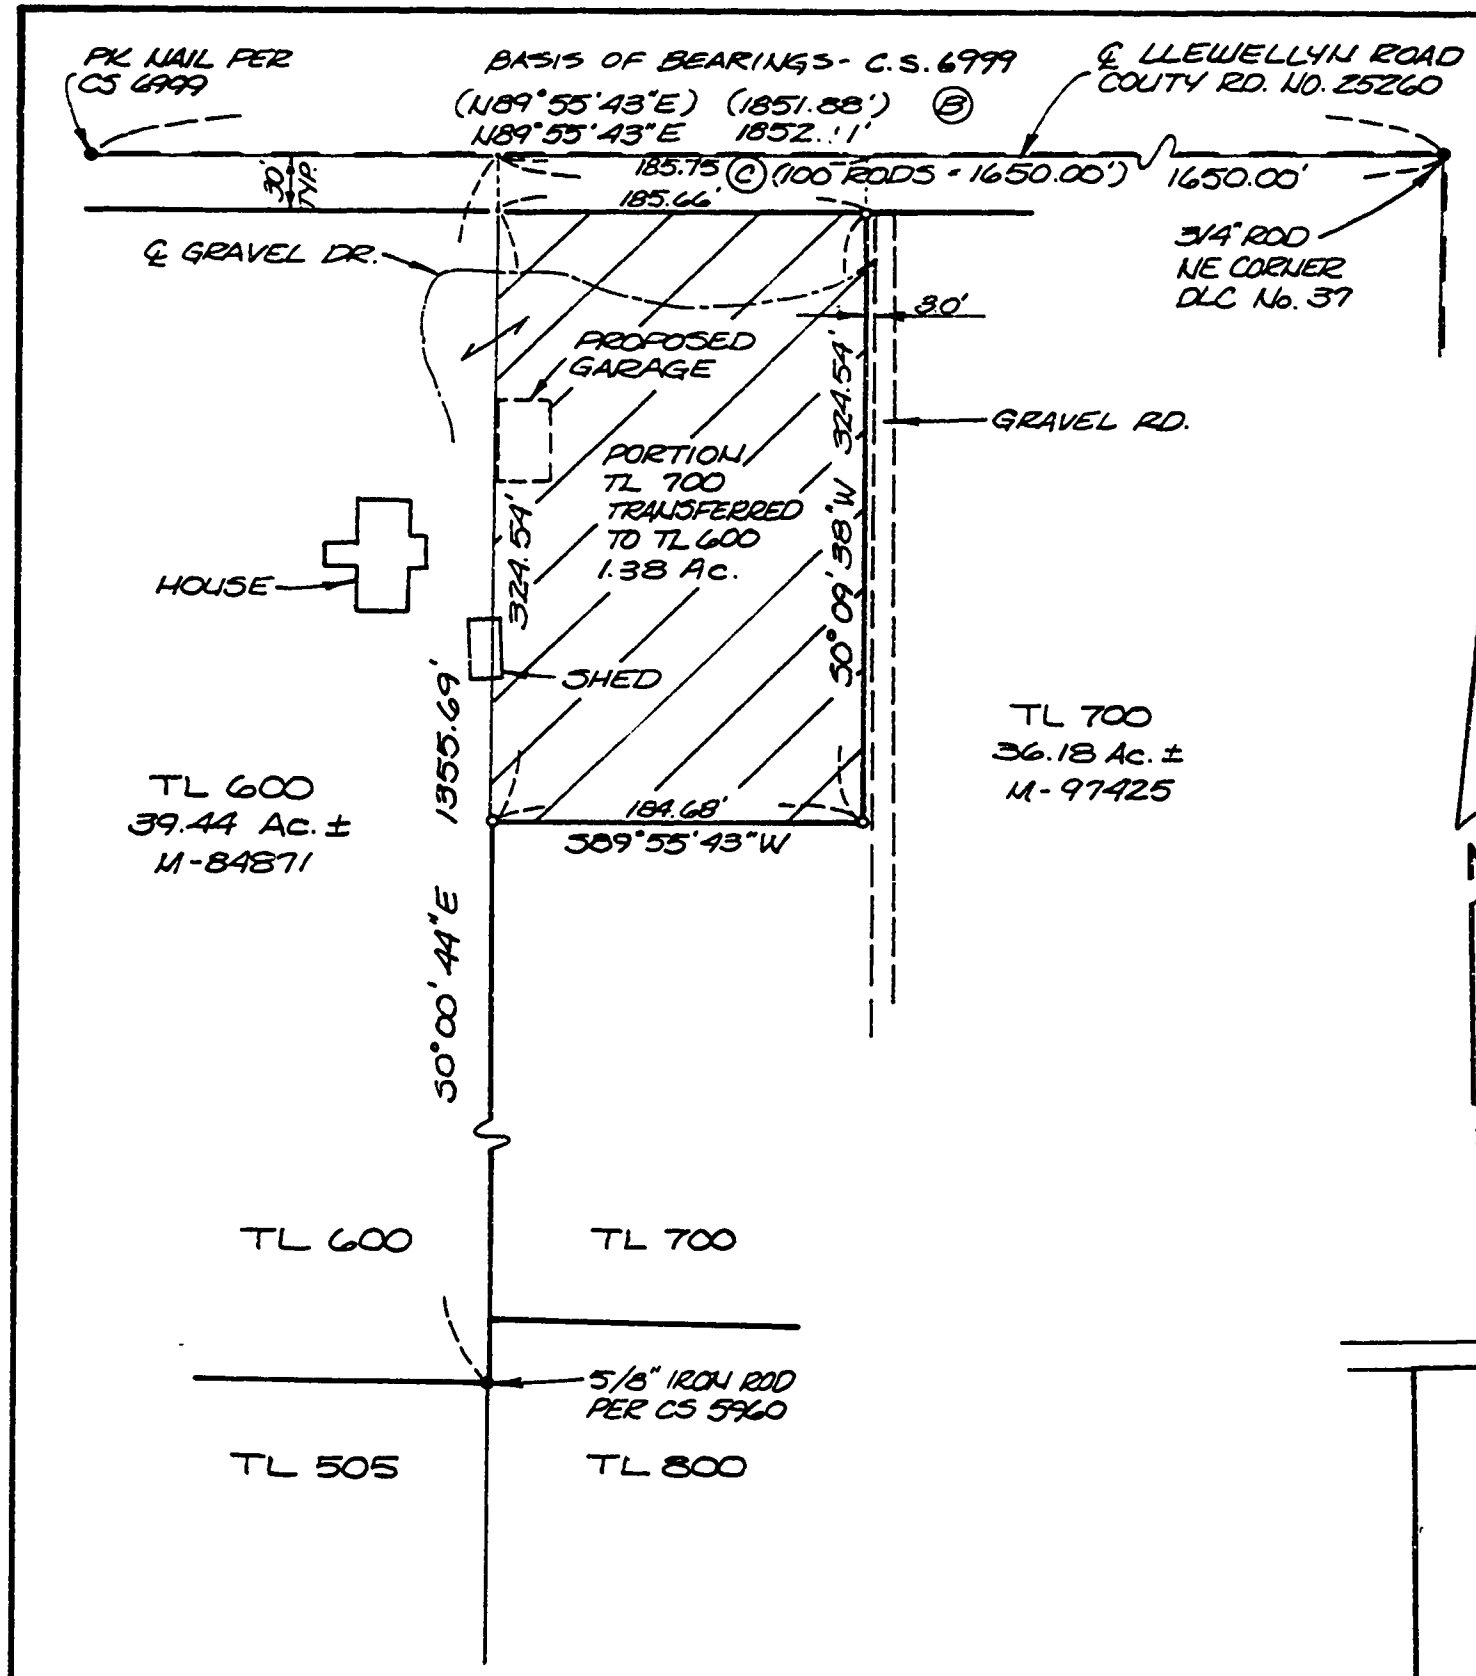 PK NAIL PER
CS 6999
BASIS OF BEARINGS - C.S. 6999
(N89°55'43"E) (1851.88') B
N89°55'43"E
℄ LLEWELLYN ROAD
COUTY RD. NO. 25260
185.75 C (100 RODS = 1650.00') 1650.00'
30'
TYP.
185.66'
℄ GRAVEL DR.
3/4" ROD
NE CORNER
DLC No. 37
PROPOSED
GARAGE
GRAVEL RD.
PORTION
TL 700
TRANSFERRED
TO TL 600
1.38 Ac.
324.54'
S0°09'38"W 324.54'
HOUSE
SHED
TL 700
36.18 Ac. ±
M-97425
TL 600
39.44 Ac. ±
M-84871
S0°00'44"E 1355.69'
184.68'
S89°55'43"W
TL 600
TL 700
5/8" IRON ROD
PER CS 5960
TL 505
TL 800